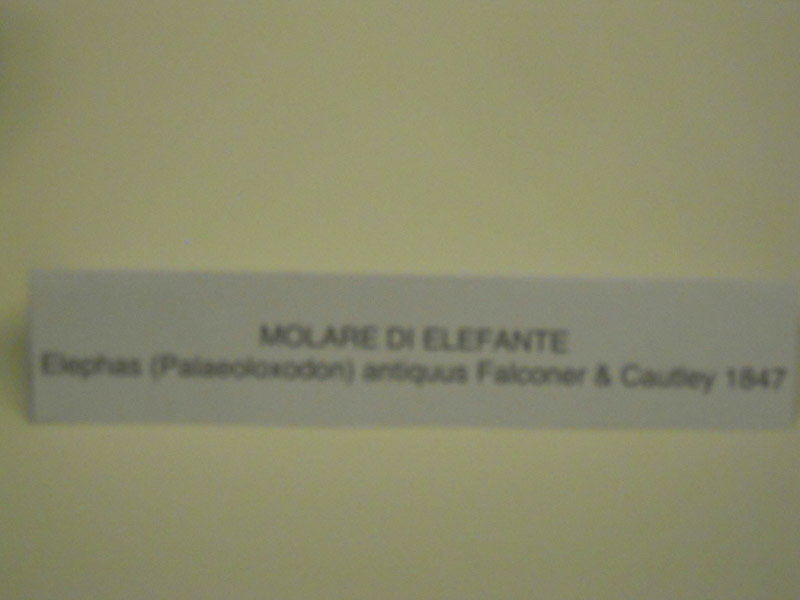 MOLARE DI ELEFANTE
Elephas (Palaeoloxodon) antiquus Falconer & Cautley 1847